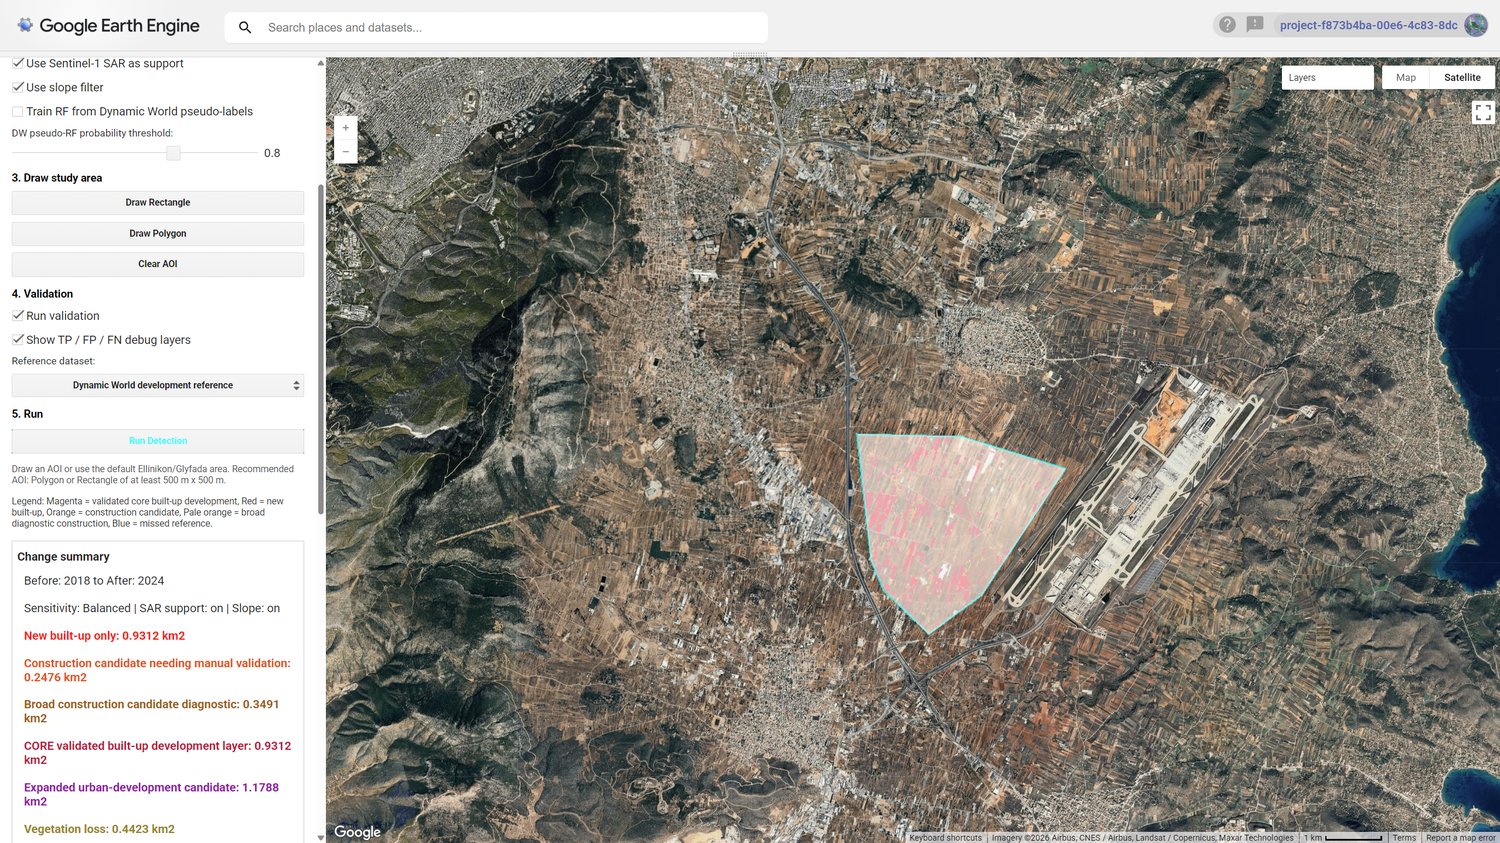 Google Earth Engine
Search places and datasets...
project-f873b4ba-00e6-4c83-8dc
Use Sentinel-1 SAR as support
Use slope filter
Train RF from Dynamic World pseudo-labels
DW pseudo-RF probability threshold:
0.8
3. Draw study area
Draw Rectangle
Draw Polygon
Clear AOI
4. Validation
Run validation
Show TP / FP / FN debug layers
Reference dataset:
Dynamic World development reference
5. Run
Run Detection
Draw an AOI or use the default Ellinikon/Glyfada area. Recommended
AOI: Polygon or Rectangle of at least 500 m x 500 m.
Legend: Magenta = validated core built-up development, Red = new
built-up, Orange = construction candidate, Pale orange = broad
diagnostic construction, Blue = missed reference.
Change summary
Before: 2018 to After: 2024
Sensitivity: Balanced | SAR support: on | Slope: on
New built-up only: 0.9312 km2
Construction candidate needing manual validation:
0.2476 km2
Broad construction candidate diagnostic: 0.3491
km2
CORE validated built-up development layer: 0.9312
km2
Expanded urban-development candidate: 1.1788
km2
Vegetation loss: 0.4423 km2
Layers
Map
Satellite
+
−
Google
Keyboard shortcuts
Imagery ©2026 Airbus, CNES / Airbus, Landsat / Copernicus, Maxar Technologies
1 km
Terms
Report a map error